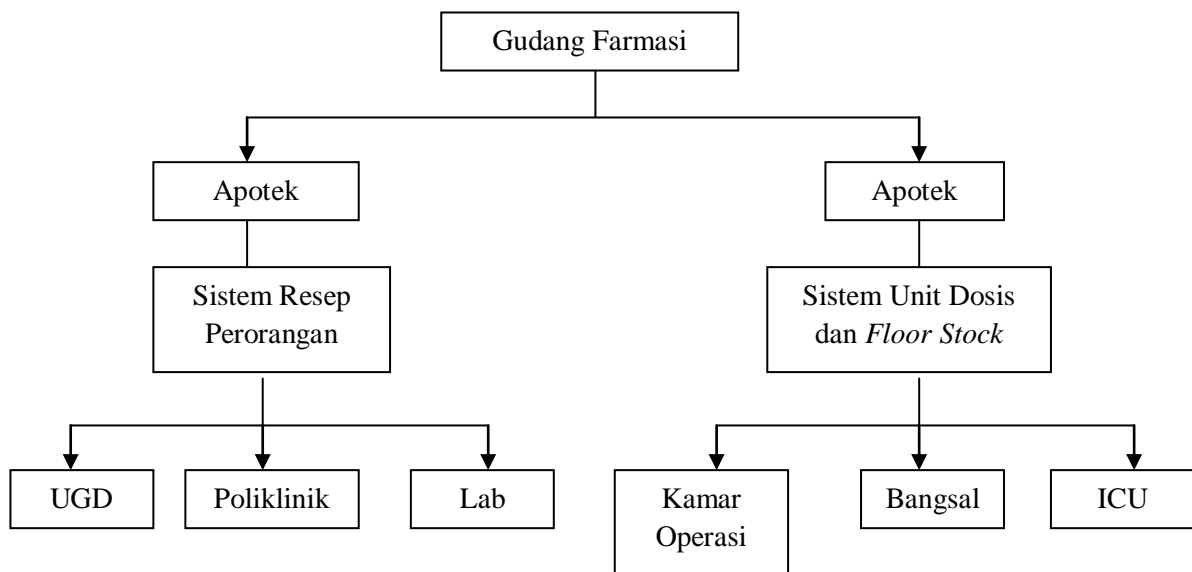 Gudang Farmasi
Apotek
Apotek
Sistem Resep
Perorangan
Sistem Unit Dosis
dan Floor Stock
UGD
Poliklinik
Lab
Kamar
Operasi
Bangsal
ICU